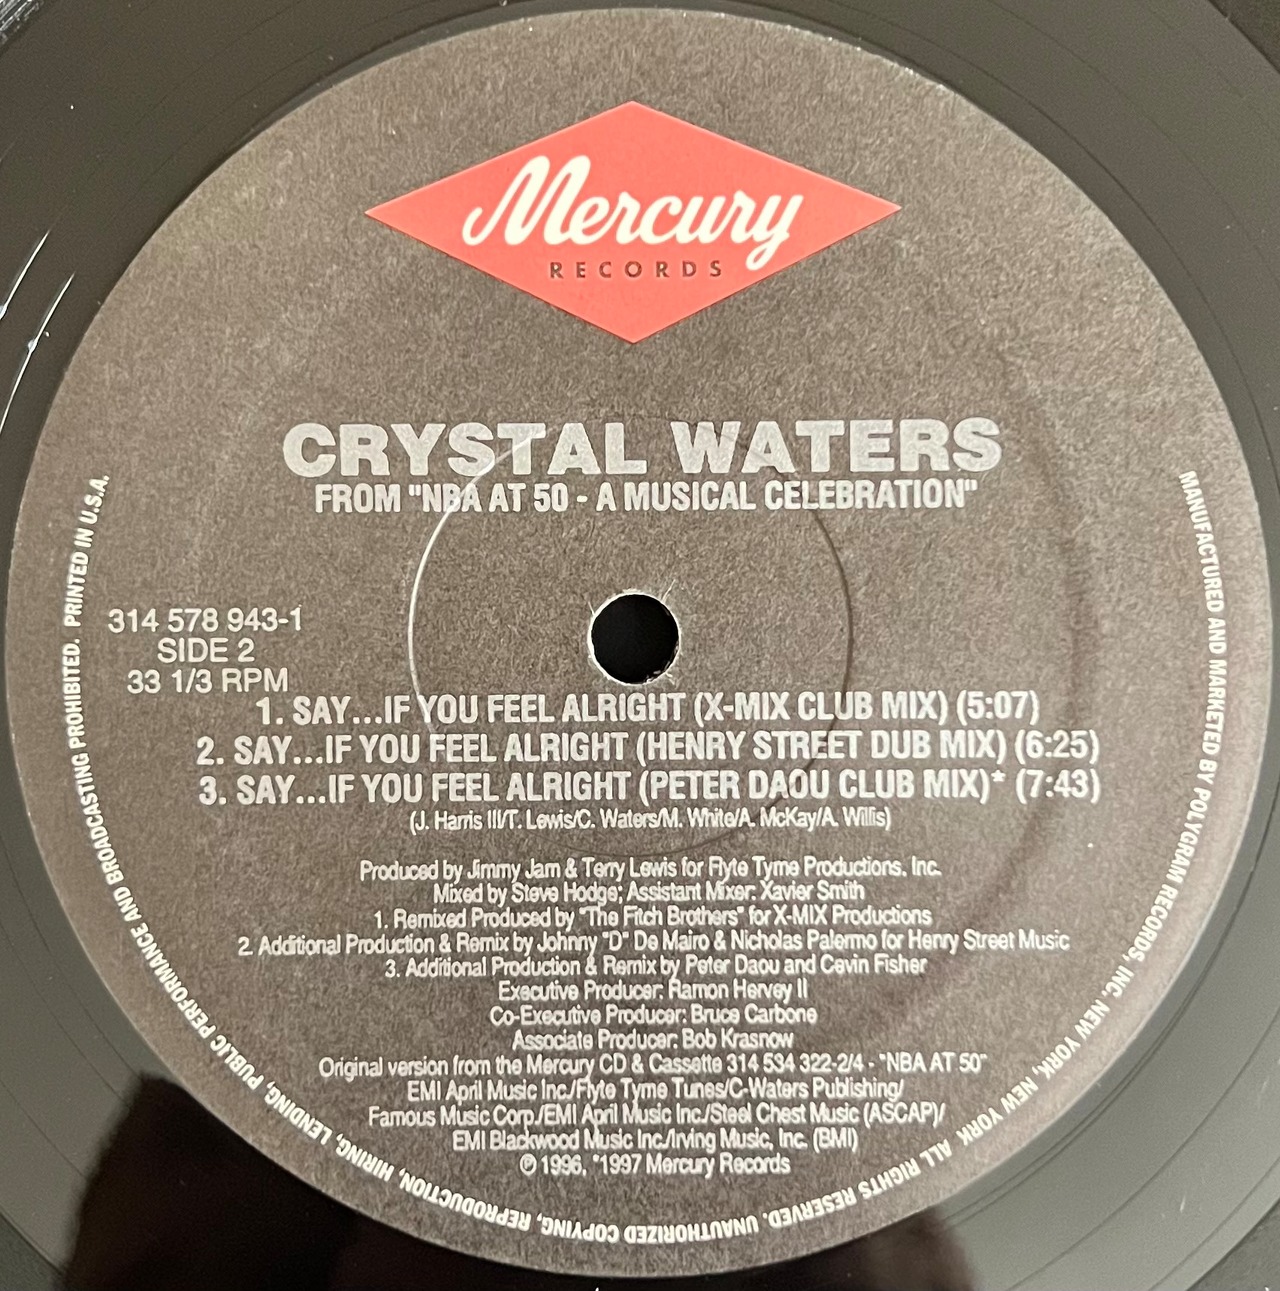 Mercury
RECORDS
CRYSTAL WATERS
FROM "NBA AT 50 - A MUSICAL CELEBRATION"
314 578 943-1
SIDE 2
33 1/3 RPM
1. SAY...IF YOU FEEL ALRIGHT (X-MIX CLUB MIX) (5:07)
2. SAY...IF YOU FEEL ALRIGHT (HENRY STREET DUB MIX) (6:25)
3. SAY...IF YOU FEEL ALRIGHT (PETER DAOU CLUB MIX)* (7:43)
(J. Harris III/T. Lewis/C. Waters/M. White/A. McKay/A. Willis)
Produced by Jimmy Jam & Terry Lewis for Flyte Tyme Productions, Inc.
Mixed by Steve Hodge; Assistant Mixer: Xavier Smith
1. Remixed Produced by "The Fitch Brothers" for X-MIX Productions
2. Additional Production & Remix by Johnny "D" De Mairo & Nicholas Palermo for Henry Street Music
3. Additional Production & Remix by Peter Daou and Cevin Fisher
Executive Producer: Ramon Hervey II
Co-Executive Producer: Bruce Carbone
Associate Producer: Bob Krasnow
Original version from the Mercury CD & Cassette 314 534 322-2/4 - "NBA AT 50"
EMI April Music Inc./Flyte Tyme Tunes/C-Waters Publishing/
Famous Music Corp./EMI April Music Inc./Steel Chest Music (ASCAP)/
EMI Blackwood Music Inc./Irving Music, Inc. (BMI)
℗ 1996, *1997 Mercury Records
MANUFACTURED AND MARKETED BY POLYGRAM RECORDS, INC. NEW YORK, NEW YORK ALL RIGHTS RESERVED. UNAUTHORIZED COPYING, REPRODUCTION, HIRING, LENDING, PUBLIC PERFORMANCE AND BROADCASTING PROHIBITED. PRINTED IN U.S.A.